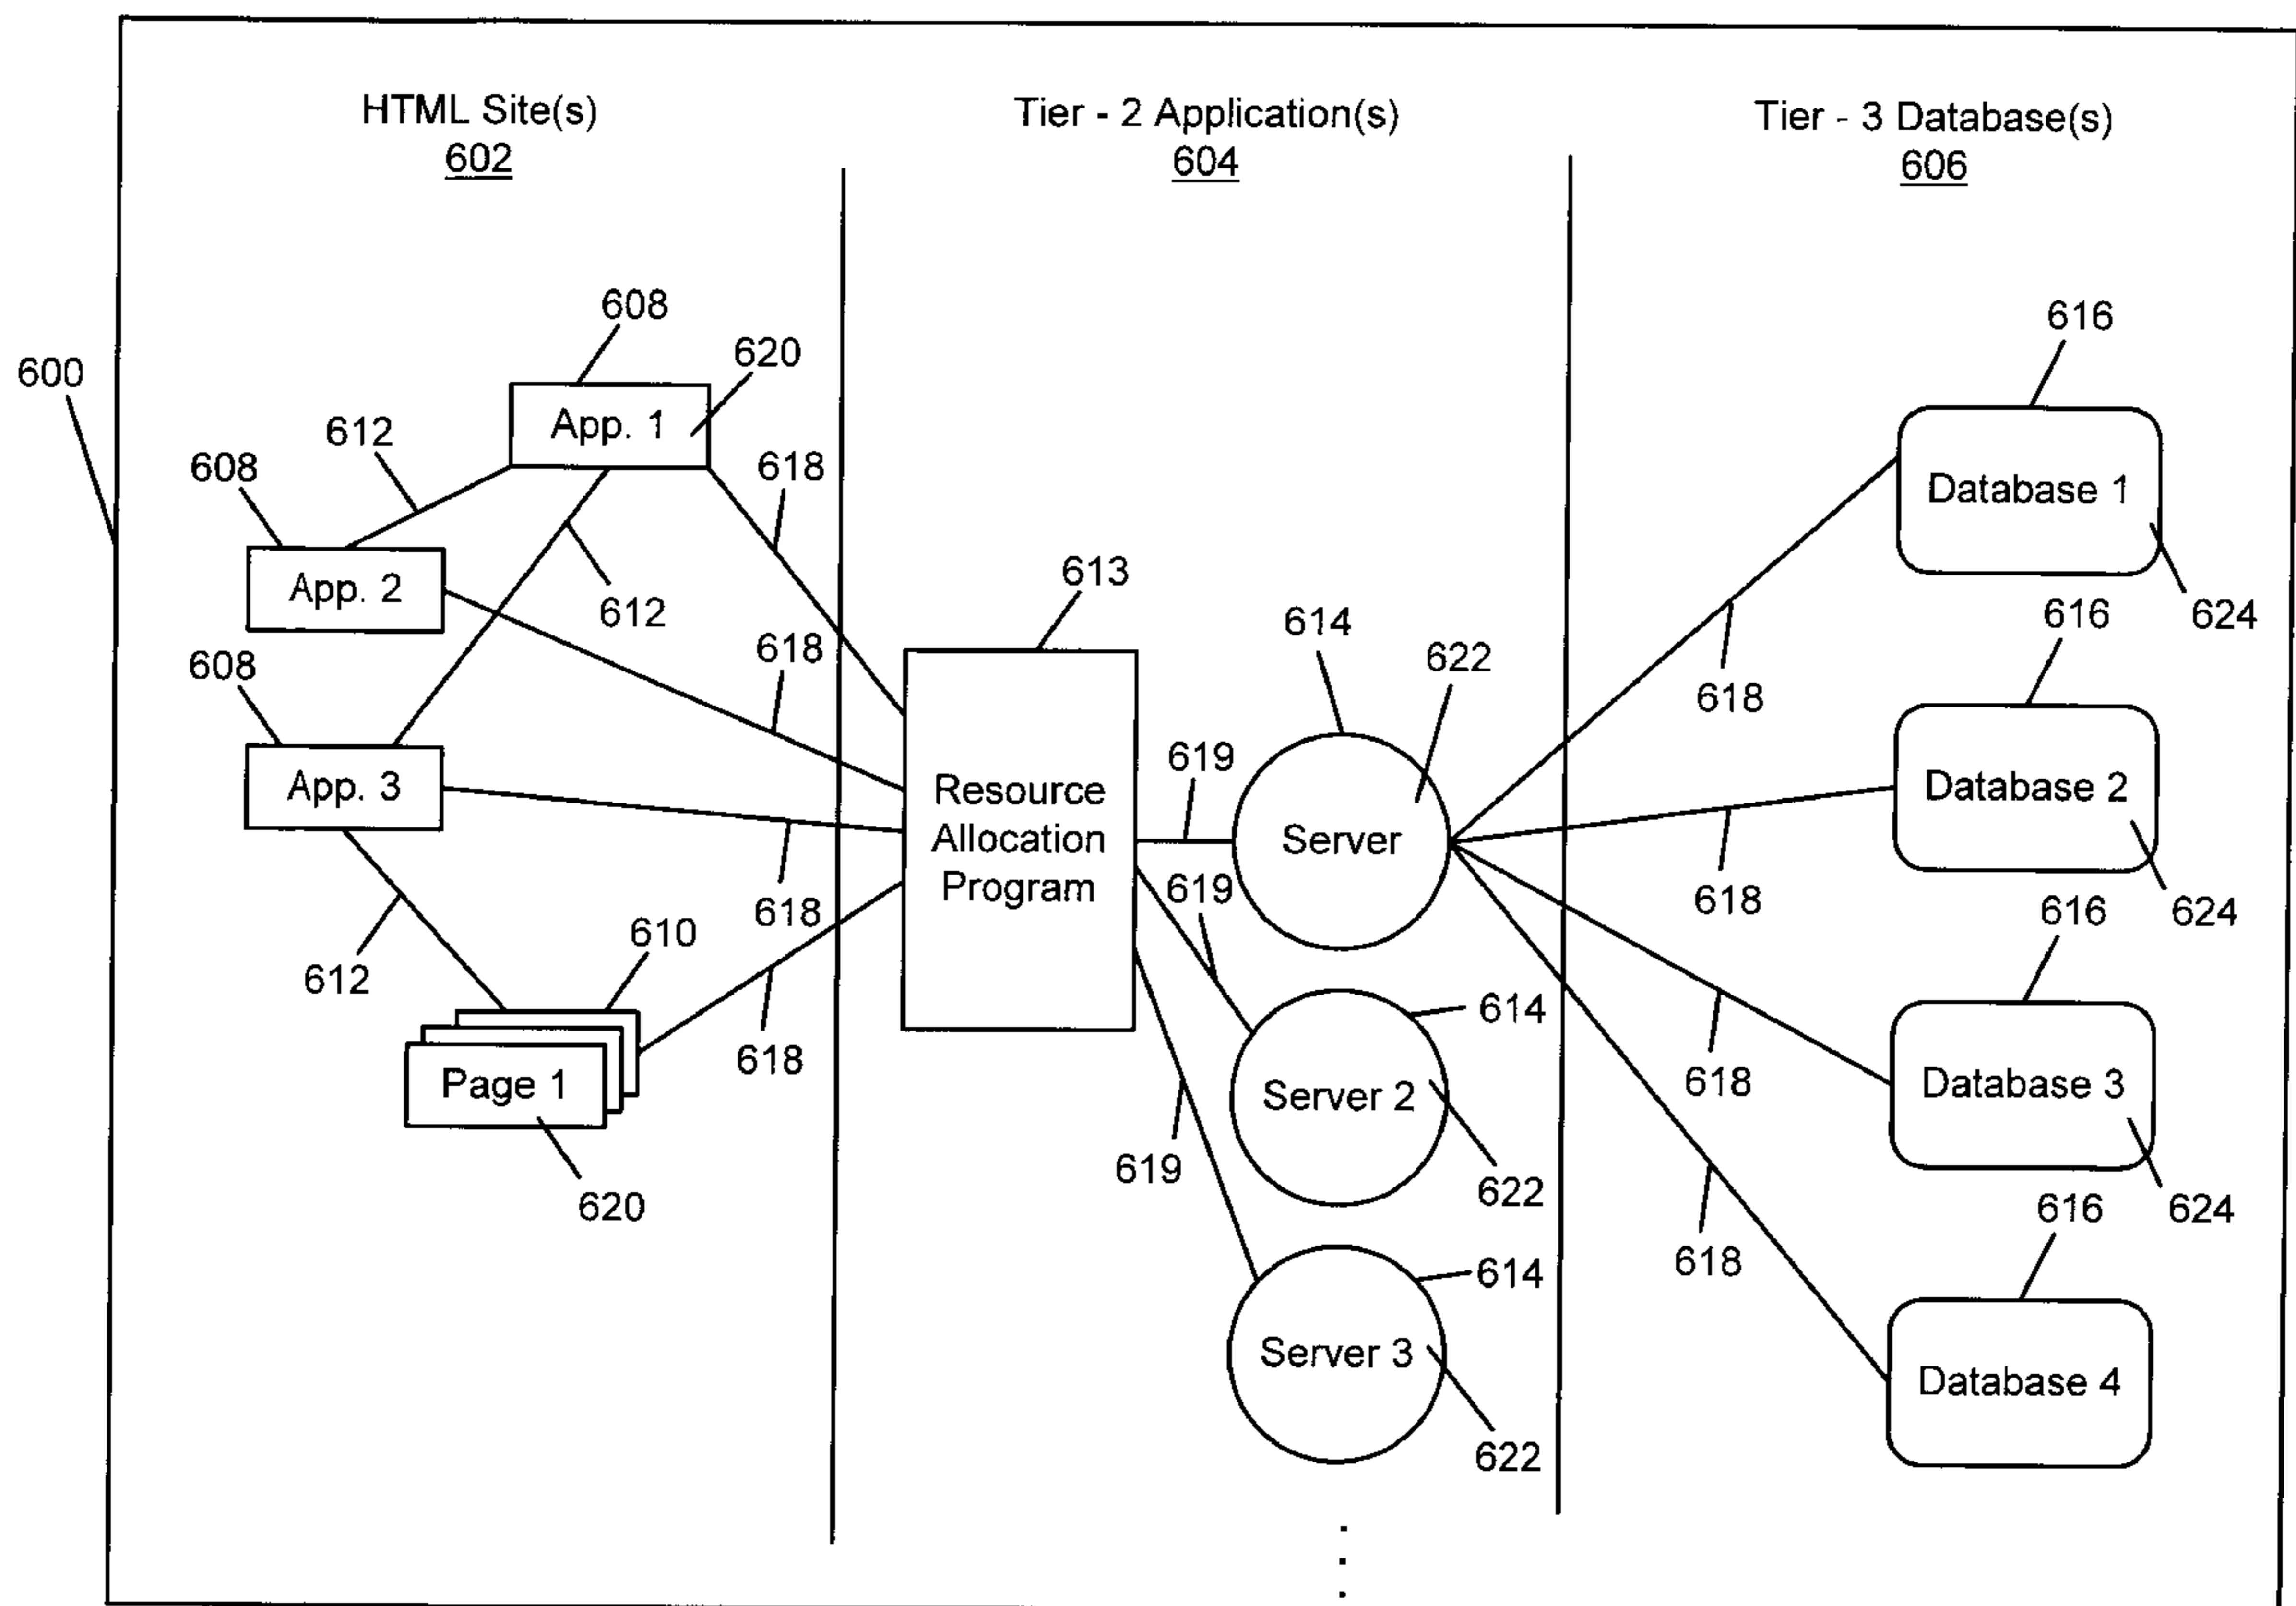 HTML Site(s)
602
Tier - 2 Application(s)
604
Tier - 3 Database(s)
606
600
608
620
App. 1
612
618
608
App. 2
612
618
608
App. 3
618
612
610
618
Page 1
620
613
Resource
Allocation
Program
619
619
619
614
622
Server
614
Server 2
622
614
Server 3
622
616
Database 1
624
618
616
Database 2
624
618
616
Database 3
624
618
616
Database 4
618